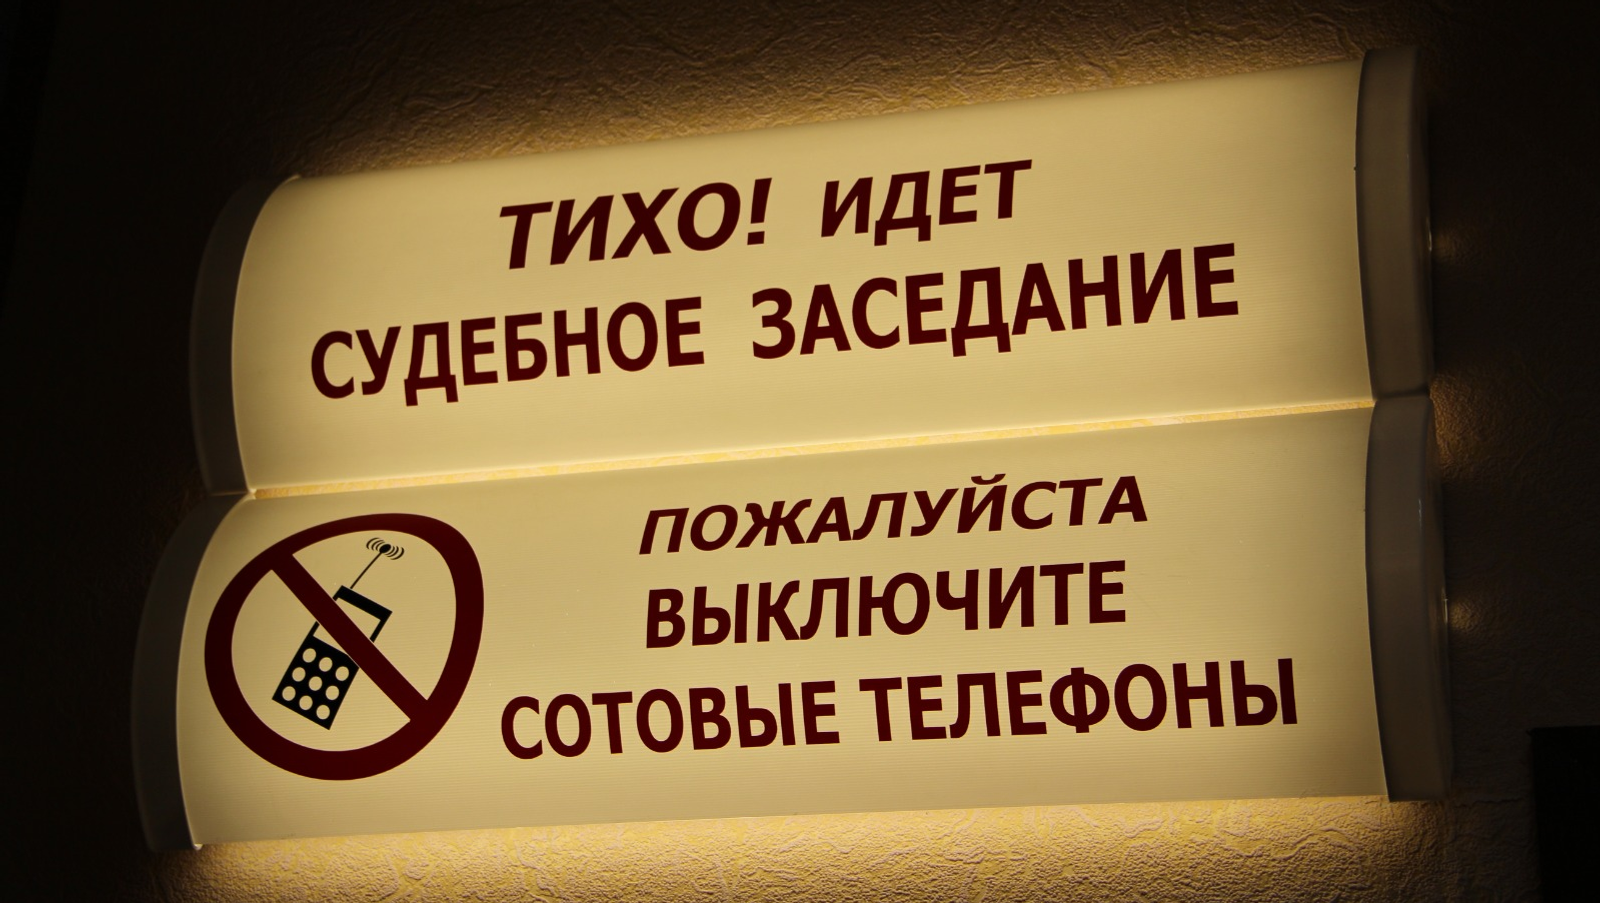 ТИХО! ИДЕТ
СУДЕБНОЕ ЗАСЕДАНИЕ
ПОЖАЛУЙСТА
ВЫКЛЮЧИТЕ
СОТОВЫЕ ТЕЛЕФОНЫ